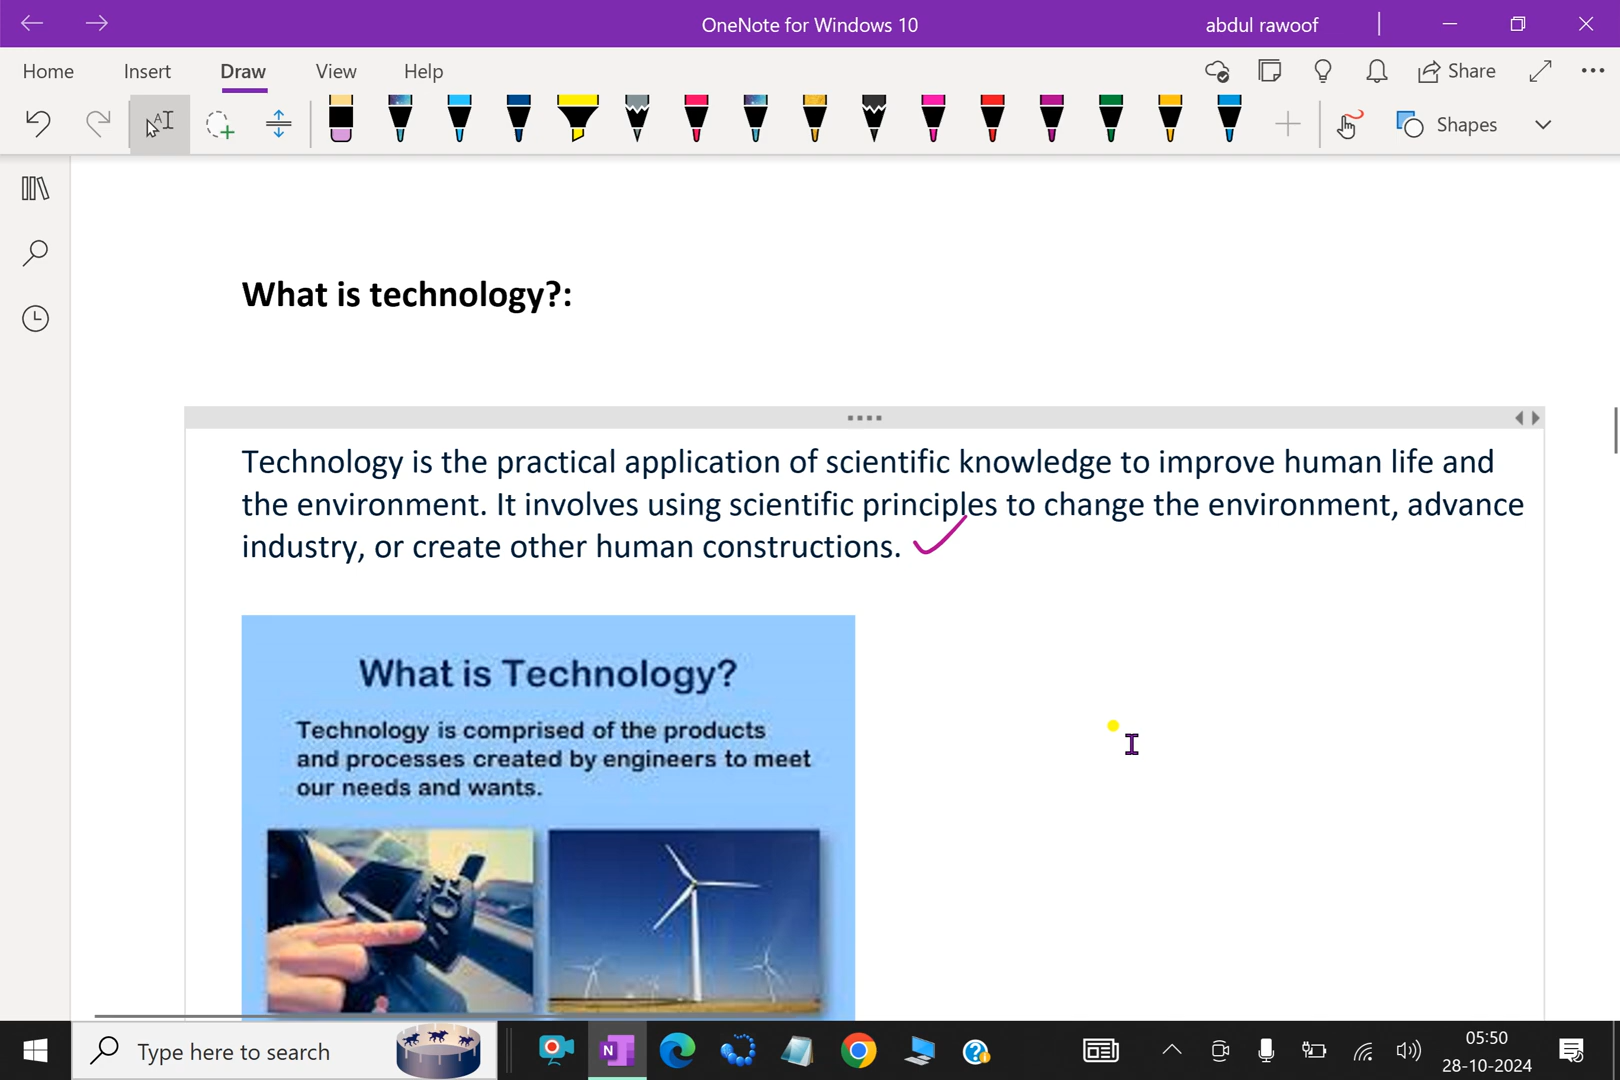 OneNote for Windows 10
abdul rawoof
Home Insert Draw View Help
Share
Shapes
What is technology?:
Technology is the practical application of scientific knowledge to improve human life and
the environment. It involves using scientific principles to change the environment, advance
industry, or create other human constructions.
What is Technology?
Technology is comprised of the products
and processes created by engineers to meet
our needs and wants.
Type here to search
05:50
28-10-2024